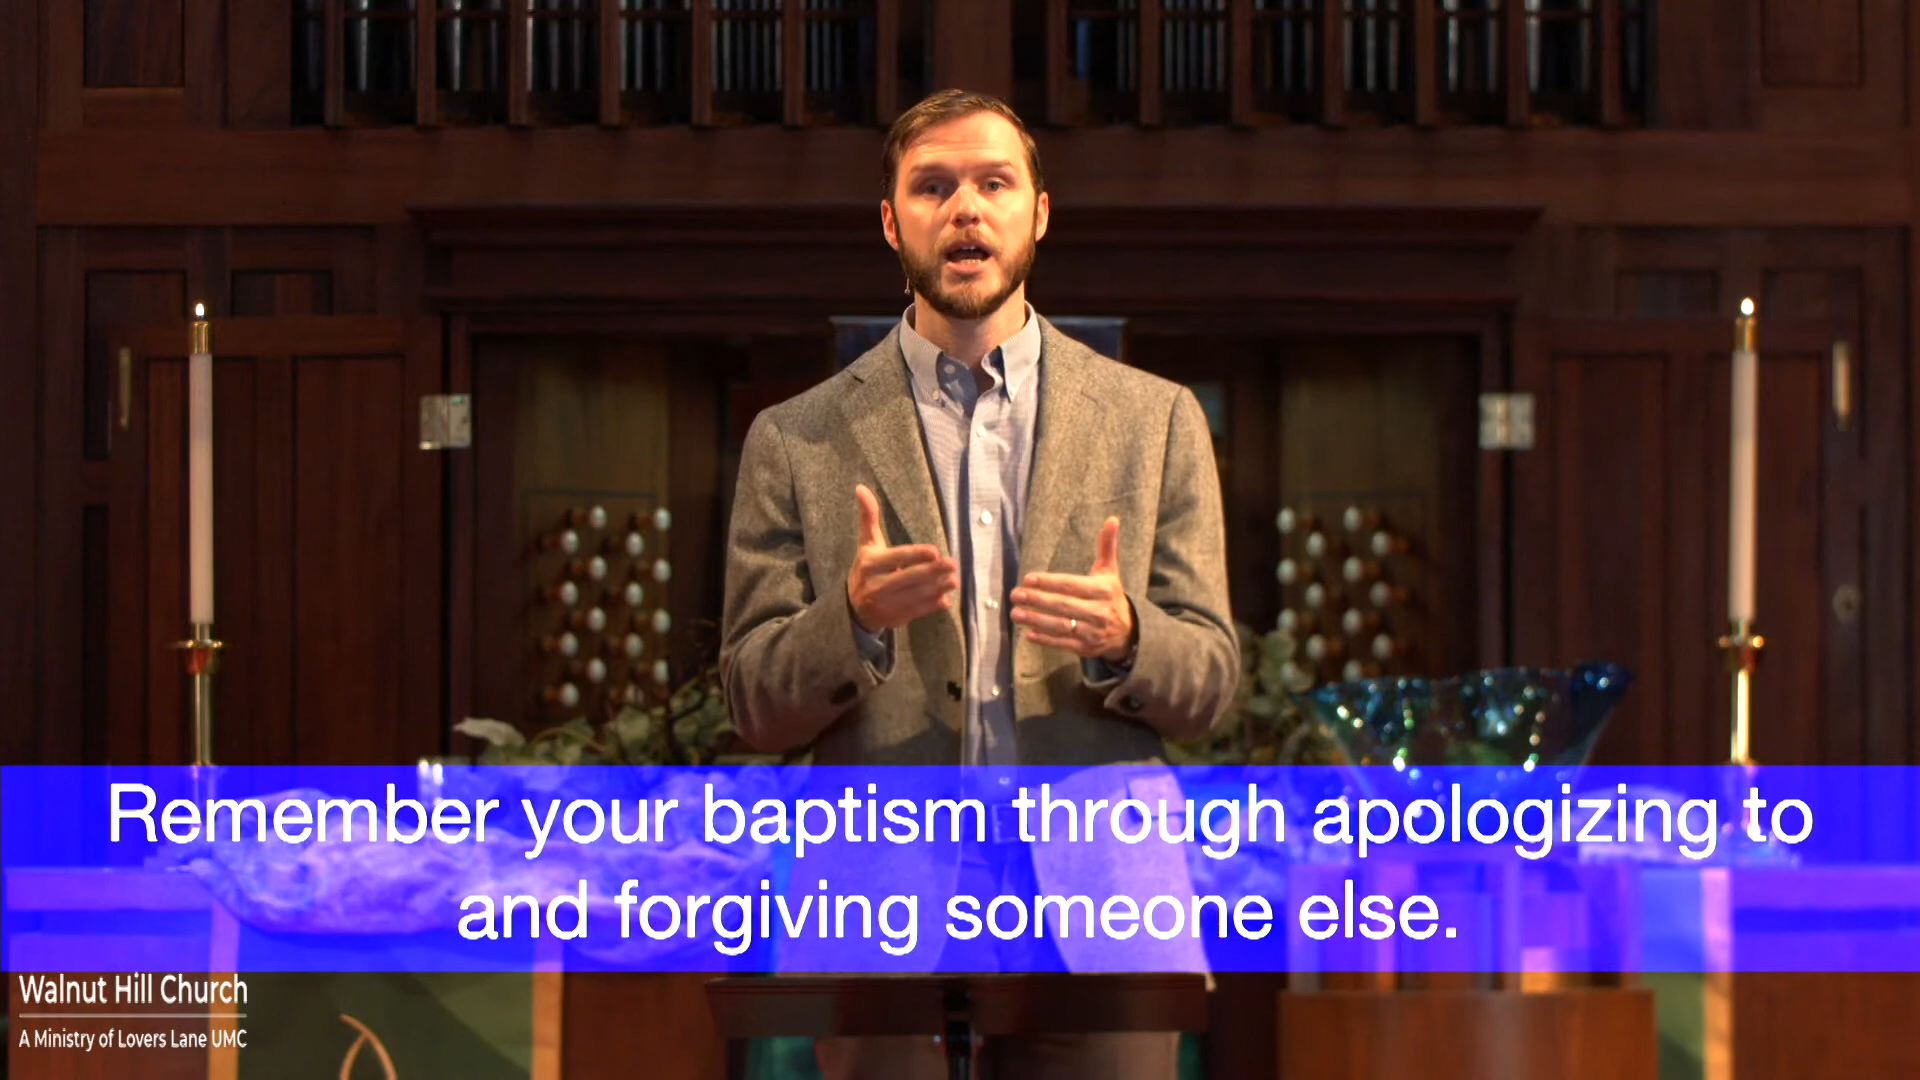 Remember your baptism through apologizing to
and forgiving someone else.
Walnut Hill Church
A Ministry of Lovers Lane UMC